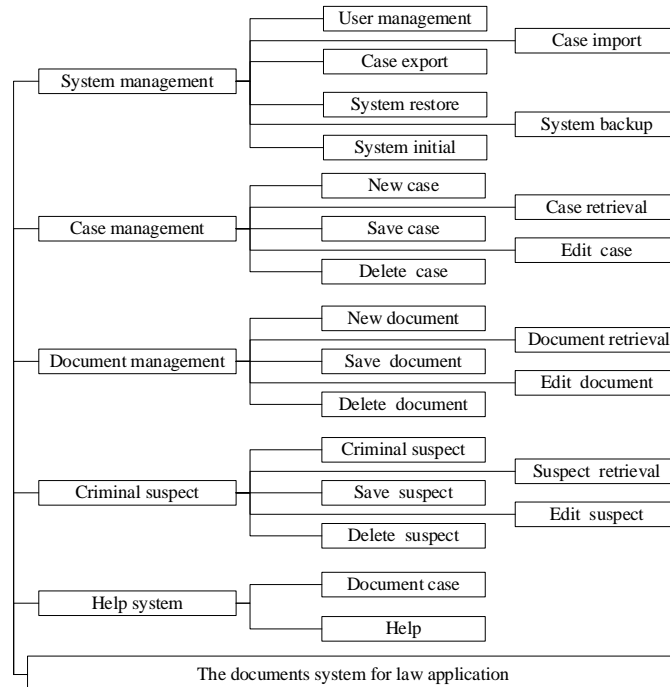 User management
Case import
System management
Case export
System restore
System backup
System initial
New case
Case retrieval
Case management
Save case
Edit case
Delete case
New document
Document retrieval
Document management
Save document
Edit document
Delete document
Criminal suspect
Suspect retrieval
Criminal suspect
Save suspect
Edit suspect
Delete suspect
Document case
Help system
Help
The documents system for law application